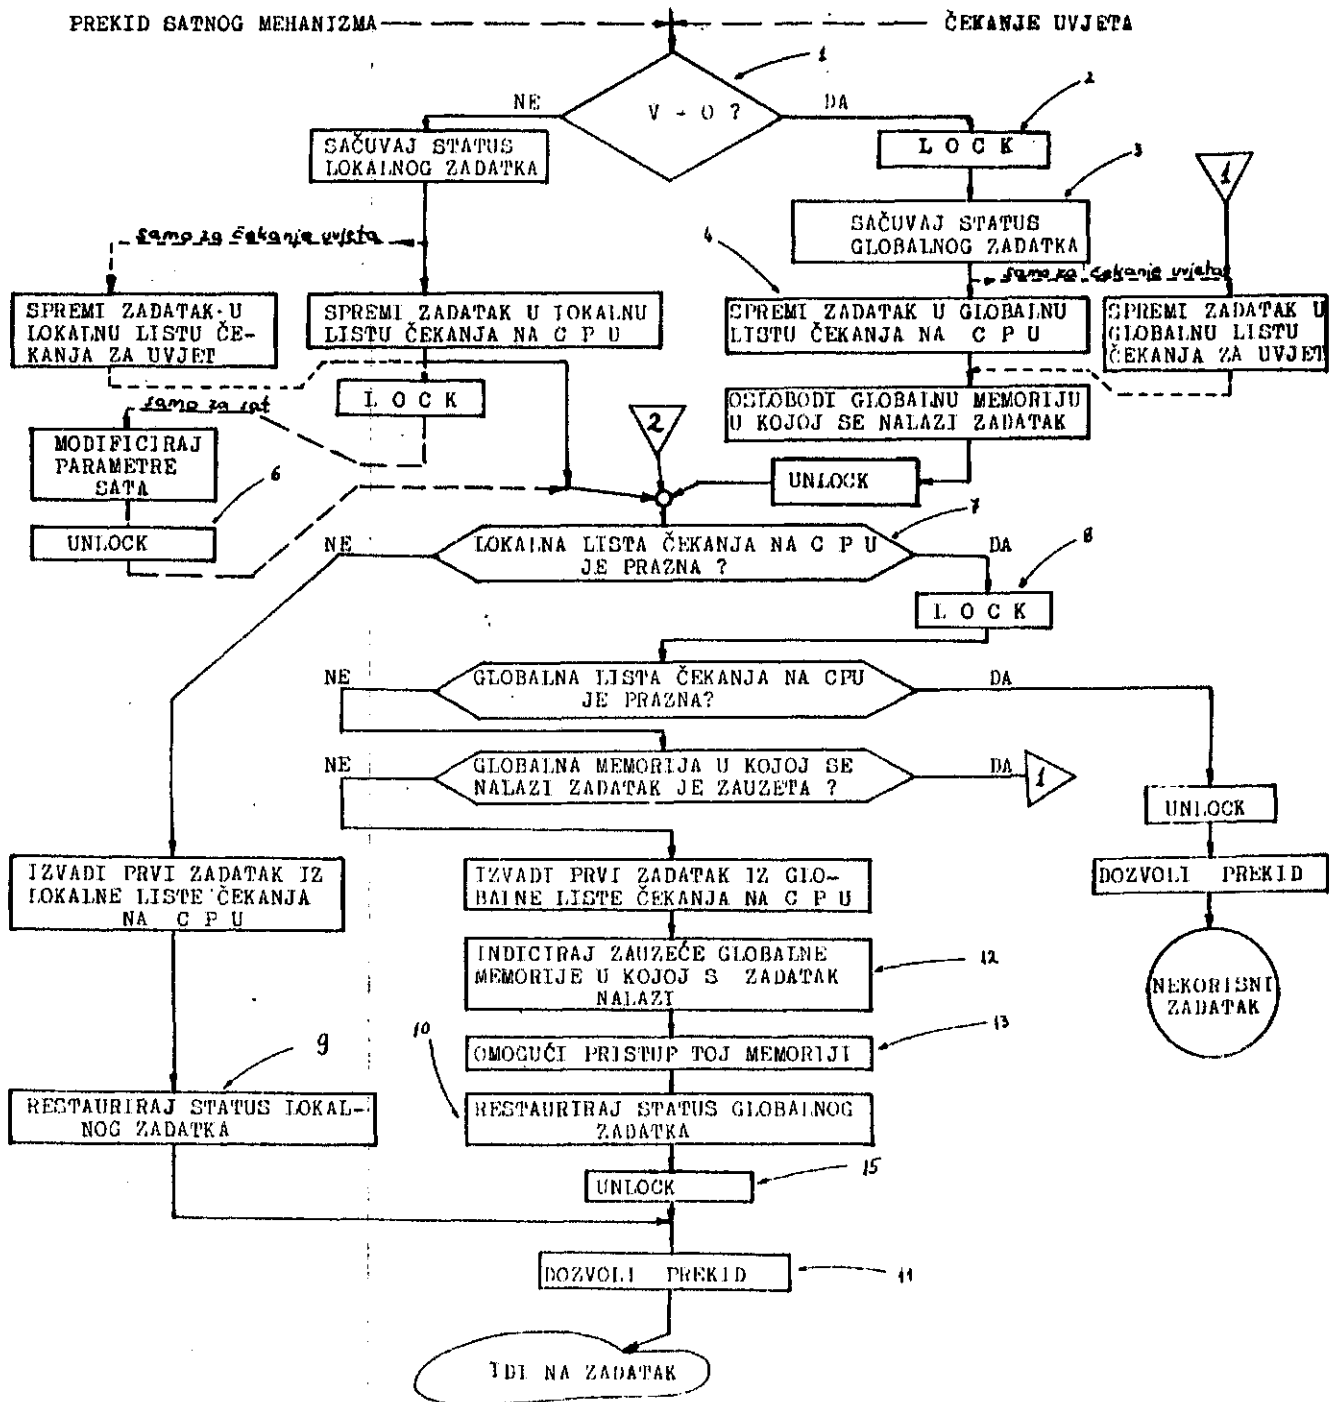 PREKID SATNOG MEHANIZMA
ČEKANJE UVJETA
1
V - O ?
NE
DA
2
SAČUVAJ STATUS
LOKALNOG ZADATKA
L O C K
3
1
SAČUVAJ STATUS
GLOBALNOG ZADATKA
4
samo za čekanje uvjeta
samo za čekanje uvjeta
SPREMI ZADATAK U
LOKALNU LISTU ČE-
KANJA ZA UVJET
SPREMI ZADATAK U LOKALNU
LISTU ČEKANJA NA C P U
SPREMI ZADATAK U GLOBALNU
LISTU ČEKANJA NA C P U
SPREMI ZADATAK U
GLOBALNU LISTU
ČEKANJA ZA UVJET
L O C K
samo za sat
OSLOBODI GLOBALNU MEMORIJU
U KOJOJ SE NALAZI ZADATAK
2
MODIFICIRAJ
PARAMETRE
SATA
6
UNLOCK
UNLOCK
7
NE
LOKALNA LISTA ČEKANJA NA C P U
JE PRAZNA ?
DA
8
L O C K
NE
GLOBALNA LISTA ČEKANJA NA CPU
JE PRAZNA?
DA
NE
GLOBALNA MEMORIJA U KOJOJ SE
NALAZI ZADATAK JE ZAUZETA ?
DA
1
UNLOCK
IZVADI PRVI ZADATAK IZ
LOKALNE LISTE ČEKANJA
NA C P U
IZVADI PRVI ZADATAK IZ GLO-
BALNE LISTE ČEKANJA NA C P U
DOZVOLI PREKID
INDICIRAJ ZAUZEĆE GLOBALNE
MEMORIJE U KOJOJ S ZADATAK
NALAZI
12
NEKORISNI
ZADATAK
13
10
9
OMOGUĆI PRISTUP TOJ MEMORIJI
RESTAURIRAJ STATUS LOKAL-
NOG ZADATKA
RESTAURIRAJ STATUS GLOBALNOG
ZADATKA
15
UNLOCK
DOZVOLI PREKID
11
IDI NA ZADATAK